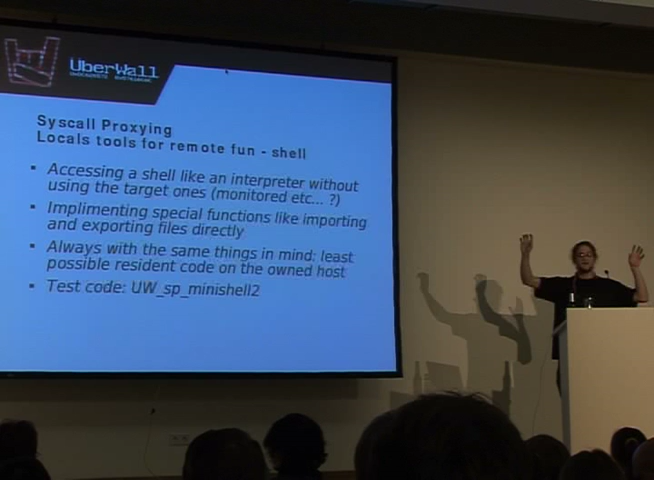 UberWall
Syscall Proxying
Locals tools for remote fun - shell
Accessing a shell like an interpreter without
using the target ones (monitored etc... ?)
Implimenting special functions like importing
and exporting files directly
Always with the same things in mind: least
possible resident code on the owned host
Test code: UW_sp_minishell2